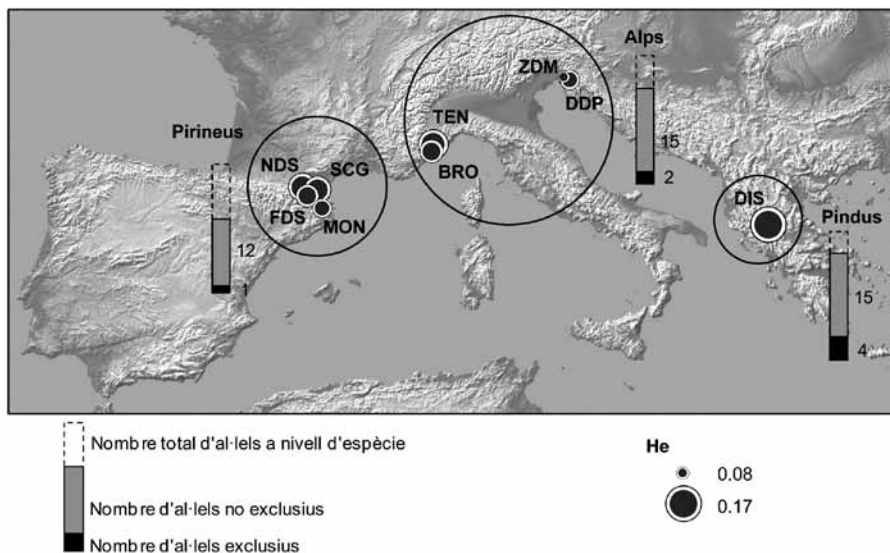 Alps
ZDM
DDP
TEN
BRO
15
2
Pirineus
NDS
SCG
FDS
MON
12
1
DIS
Pindus
15
4
Nombre total d'al·lels a nivell d'espècie
Nombre d'al·lels no exclusius
Nombre d'al·lels exclusius
He
0.08
0.17